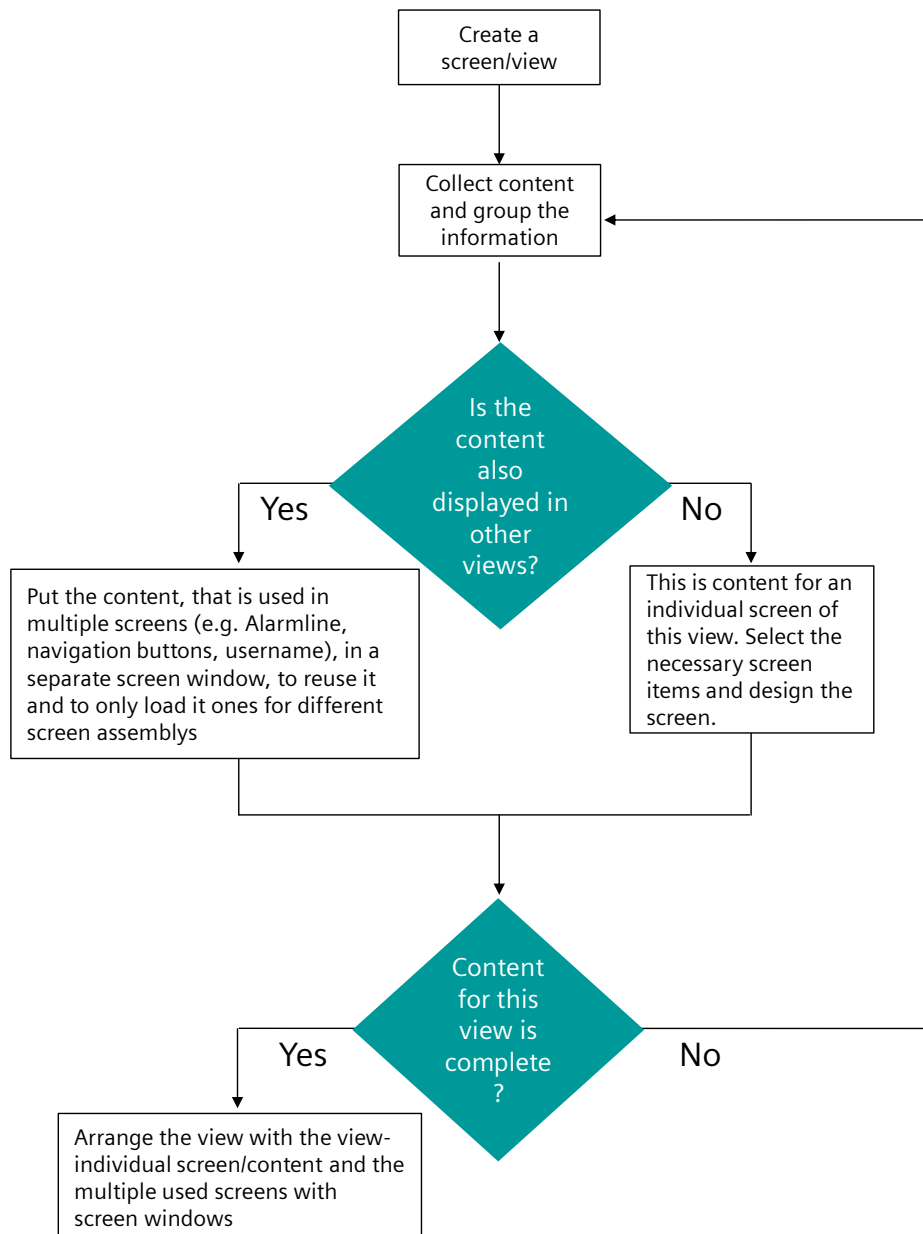 Create a
screen/view
Collect content
and group the
information
Is the
content
also
displayed in
other
views?
Yes
No
Put the content, that is used in
multiple screens (e.g. Alarmline,
navigation buttons, username), in a
separate screen window, to reuse it
and to only load it ones for different
screen assemblys
This is content for an
individual screen of
this view. Select the
necessary screen
items and design the
screen.
Content
for this
view is
complete
?
Yes
No
Arrange the view with the view-
individual screen/content and the
multiple used screens with
screen windows